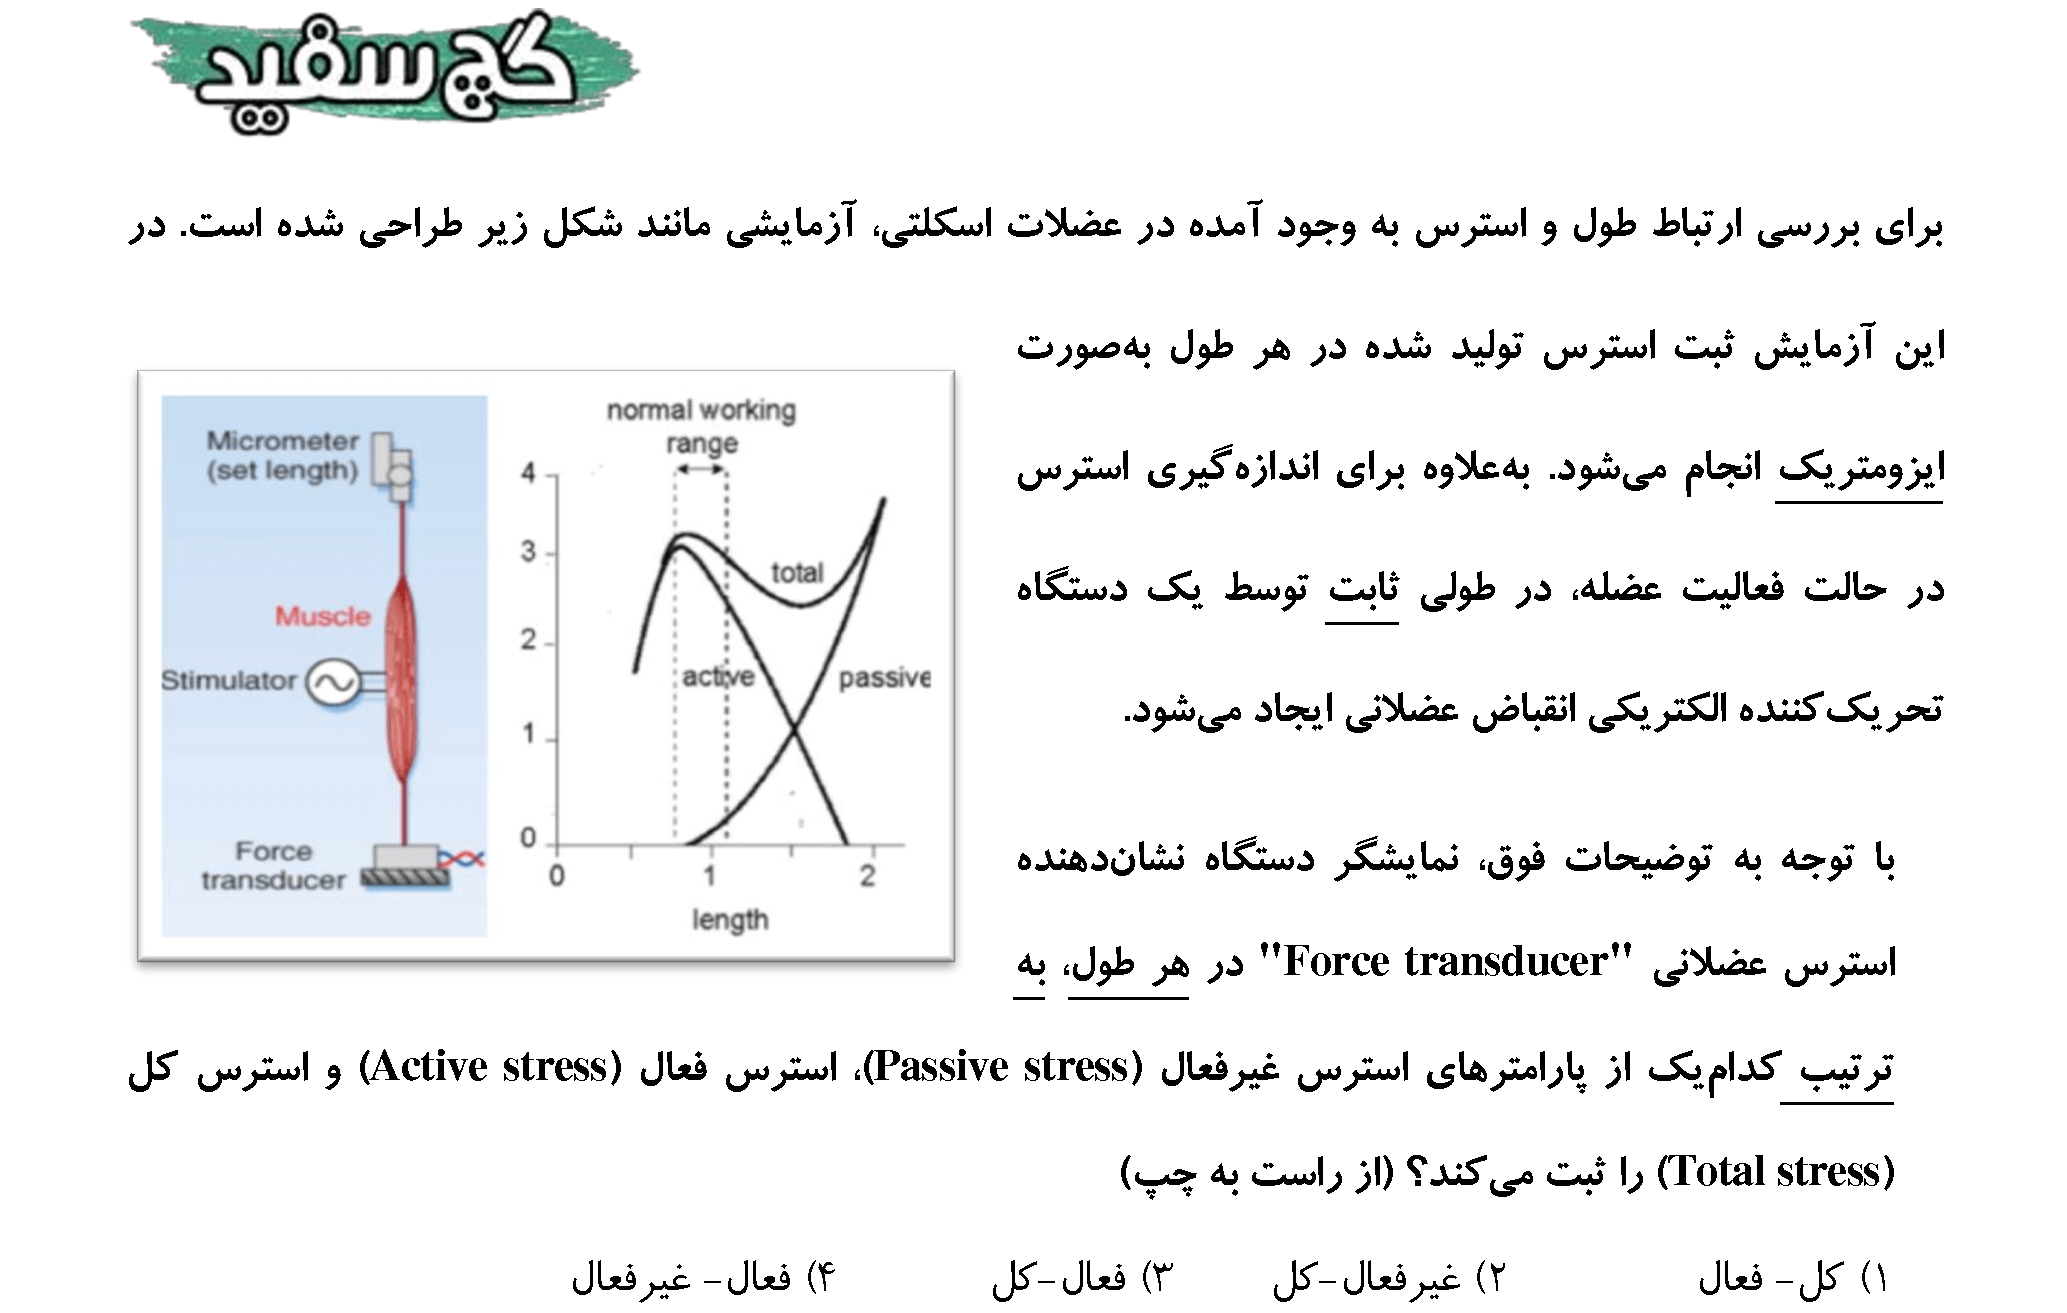 گچ سفید
برای بررسی ارتباط طول و استرس به وجود آمده در عضلات اسکلتی، آزمایشی مانند شکل زیر طراحی شده است. در
این آزمایش ثبت استرس تولید شده در هر طول به‌صورت
ایزومتریک انجام می‌شود. به‌علاوه برای اندازه‌گیری استرس
در حالت فعالیت عضله، در طولی ثابت توسط یک دستگاه
تحریک‌کننده الکتریکی انقباض عضلانی ایجاد می‌شود.
Micrometer
(set length)
Muscle
Stimulator
Force
transducer
normal working
range
4
3
2
1
0
total
active
passive
0 1 2
length
با توجه به توضیحات فوق، نمایشگر دستگاه نشان‌دهنده
استرس عضلانی "Force transducer" در هر طول، به
ترتیب کدام‌یک از پارامترهای استرس غیرفعال (Passive stress)، استرس فعال (Active stress) و استرس کل
(Total stress) را ثبت می‌کند؟ (از راست به چپ)
۱) کل- فعال ۲) غیرفعال-کل ۳) فعال-کل ۴) فعال- غیرفعال